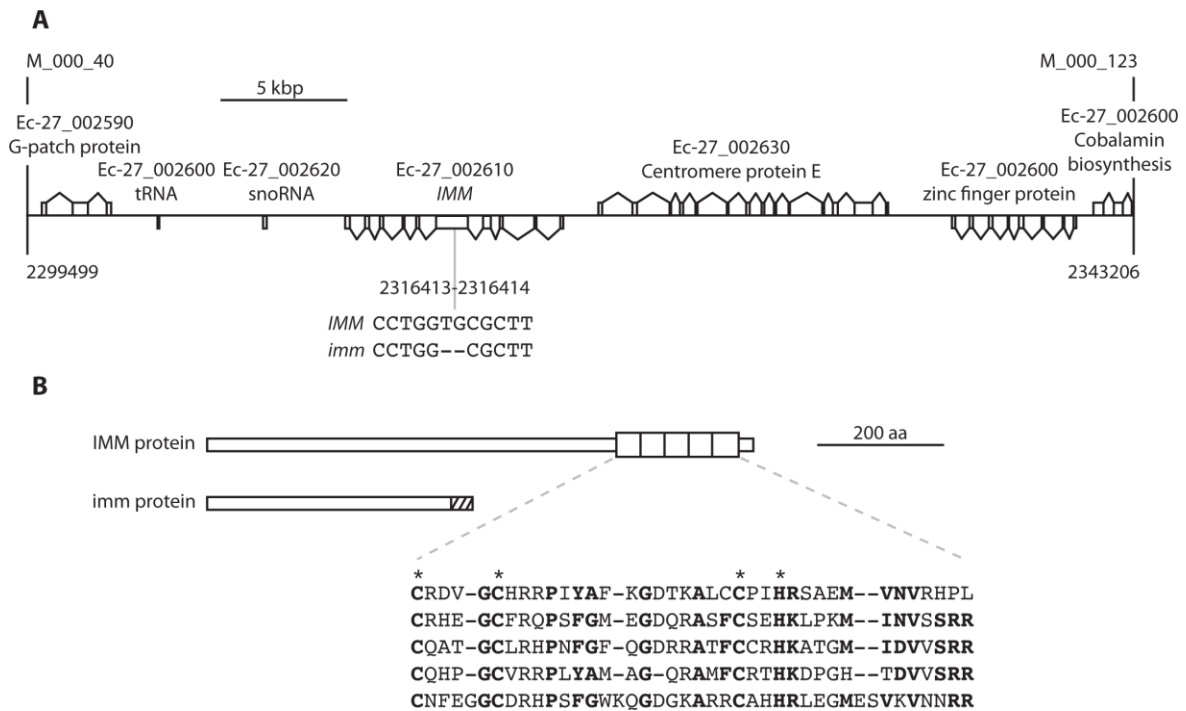 A
M_000_40
M_000_123
5 kbp
Ec-27_002590
G-patch protein
Ec-27_002600
tRNA
Ec-27_002620
snoRNA
Ec-27_002610
IMM
Ec-27_002630
Centromere protein E
Ec-27_002600
zinc finger protein
Ec-27_002600
Cobalamin
biosynthesis
2299499
2343206
2316413-2316414
IMM CCTGGTGCGCTT
imm CCTGG--CGCTT
B
IMM protein
200 aa
imm protein
* * * *
CRDV-GCHRRPIYAF-KGDTKALCCPIHRSAEM--VNVRHPL
CRHE-GCFRQPSFGM-EGDQRASFCSEHKLPKM--INVSSRR
CQAT-GCLRHPNFGF-QGDRRATFCCRHKATGM--IDVVSRR
CQHP-GCVRRPLYAM-AG-QRAMFCRTHKDPGH--TDVVSRR
CNFEGGCDRHPSFGWKQGDGKARRCAHHRLEGMESVKVNNRR